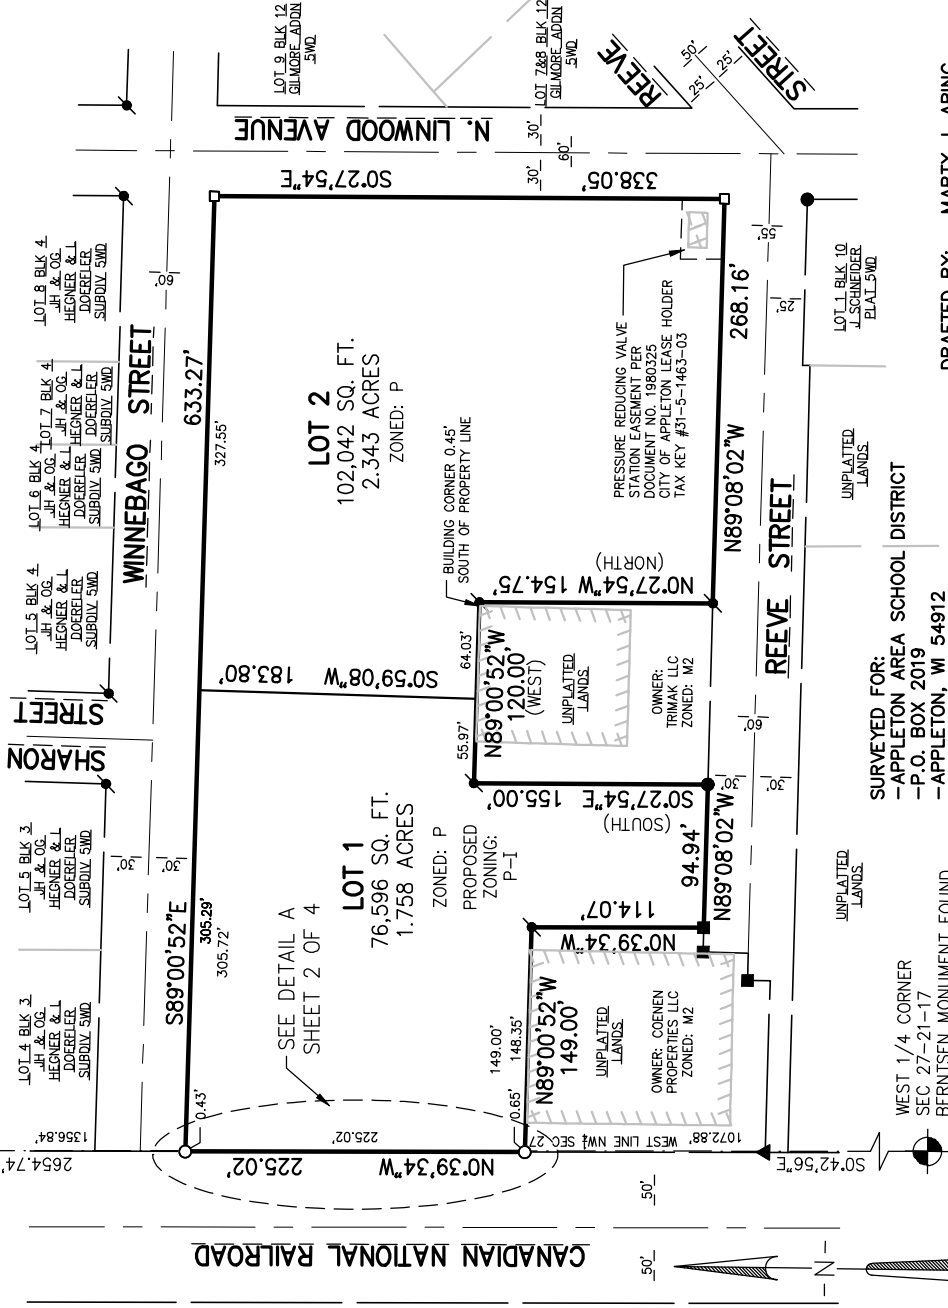 LOT 9 BLK 12
GILMORE ADDN
5WD
LOT 7&8 BLK 12
GILMORE ADDN
5WD
REEVE
STREET
50'
25'
25'
N. LINWOOD AVENUE
30'
30'
60'
S0°27'54"E
338.05'
LOT 8 BLK 4
JH & OG
HEGNER & L
DOERFLER
SUBDIV 5WD
LOT 7 BLK 4
JH & OG
HEGNER & L
DOERFLER
SUBDIV 5WD
LOT 6 BLK 4
JH & OG
HEGNER & L
DOERFLER
SUBDIV 5WD
LOT 5 BLK 4
JH & OG
HEGNER & L
DOERFLER
SUBDIV 5WD
WINNEBAGO STREET
60'
633.27'
327.55'
LOT 2
102,042 SQ. FT.
2.343 ACRES
ZONED: P
BUILDING CORNER 0.45'
SOUTH OF PROPERTY LINE
PRESSURE REDUCING VALVE
STATION EASEMENT PER
DOCUMENT NO. 1980325
CITY OF APPLETON LEASE HOLDER
TAX KEY #31-5-1463-03
268.16'
N89°08'02"W
55'
25'
LOT 1 BLK 10
J SCHNEIDER
PLAT 5WD
UNPLATTED
LANDS
REEVE STREET
(NORTH)
N0°27'54"W 154.75'
64.03'
55.97'
N89°00'52"W
120.00'
(WEST)
UNPLATTED
LANDS
OWNER:
TRIMAK LLC
ZONED: M2
S0°59'08"W 183.80'
SHARON
STREET
S0°27'54"E 155.00'
(SOUTH)
60'
30'
30'
LOT 5 BLK 3
JH & OG
HEGNER & L
DOERFLER
SUBDIV 5WD
LOT 4 BLK 3
JH & OG
HEGNER & L
DOERFLER
SUBDIV 5WD
30'
30'
S89°00'52"E
305.29'
305.72'
LOT 1
76,596 SQ. FT.
1.758 ACRES
ZONED: P
PROPOSED
ZONING:
P-I
SEE DETAIL A
SHEET 2 OF 4
94.94'
N89°08'02"W
114.07'
N0°39'34"W
149.00'
148.35'
N89°00'52"W
149.00'
UNPLATTED
LANDS
OWNER: COENEN
PROPERTIES LLC
ZONED: M2
UNPLATTED
LANDS
0.43'
0.65'
1356.84'
2654.74'
225.02'
N0°39'34"W
225.02'
WEST LINE NW¼ SEC 27
1072.88'
S0°42'56"E
50'
50'
CANADIAN NATIONAL RAILROAD
N
WEST 1/4 CORNER
SEC 27-21-17
BERNTSEN MONUMENT FOUND
SURVEYED FOR:
-APPLETON AREA SCHOOL DISTRICT
-P.O. BOX 2019
-APPLETON, WI 54912
DRAFTED BY: MARTY J. ARING